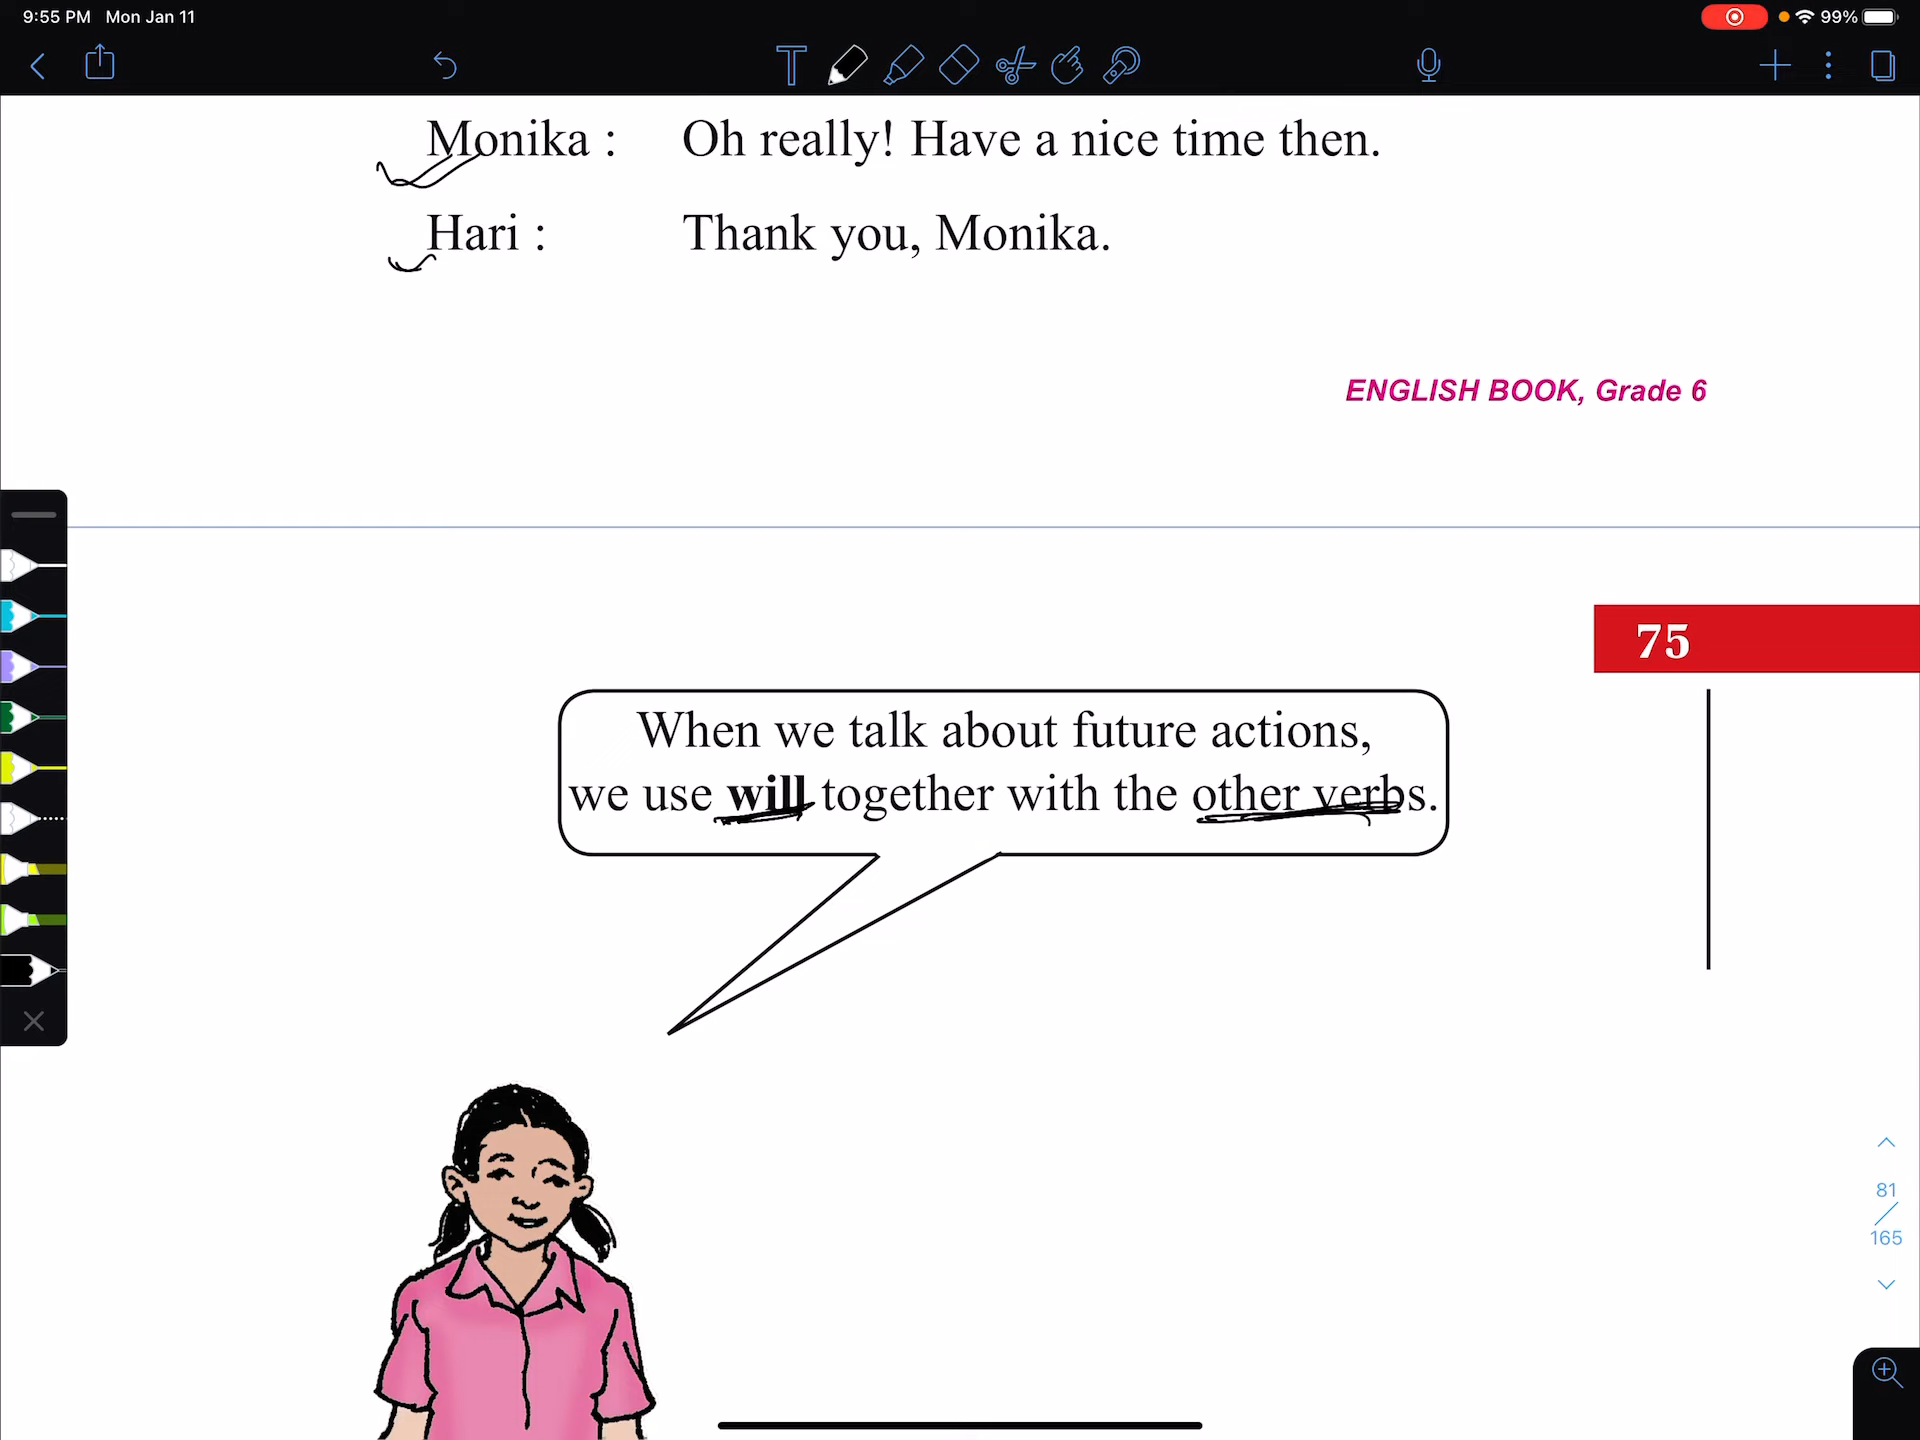 9:55 PM Mon Jan 11
99%
Monika : Oh really! Have a nice time then.
Hari : Thank you, Monika.
ENGLISH BOOK, Grade 6
75
When we talk about future actions,
we use will together with the other verbs.
81
165